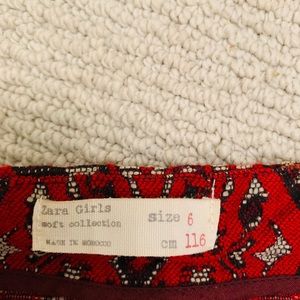 Zara Girls
soft collection
MADE IN MOROCCO
size 6
cm 116